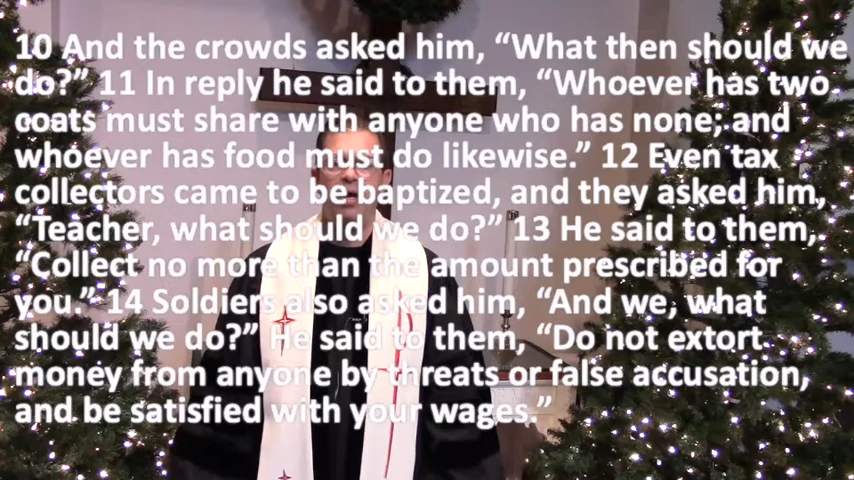 10 And the crowds asked him, “What then should we
do?” 11 In reply he said to them, “Whoever has two
coats must share with anyone who has none; and
whoever has food must do likewise.” 12 Even tax
collectors came to be baptized, and they asked him,
“Teacher, what should we do?” 13 He said to them,
“Collect no more than the amount prescribed for
you.” 14 Soldiers also asked him, “And we, what
should we do?” He said to them, “Do not extort
money from anyone by threats or false accusation,
and be satisfied with your wages.”